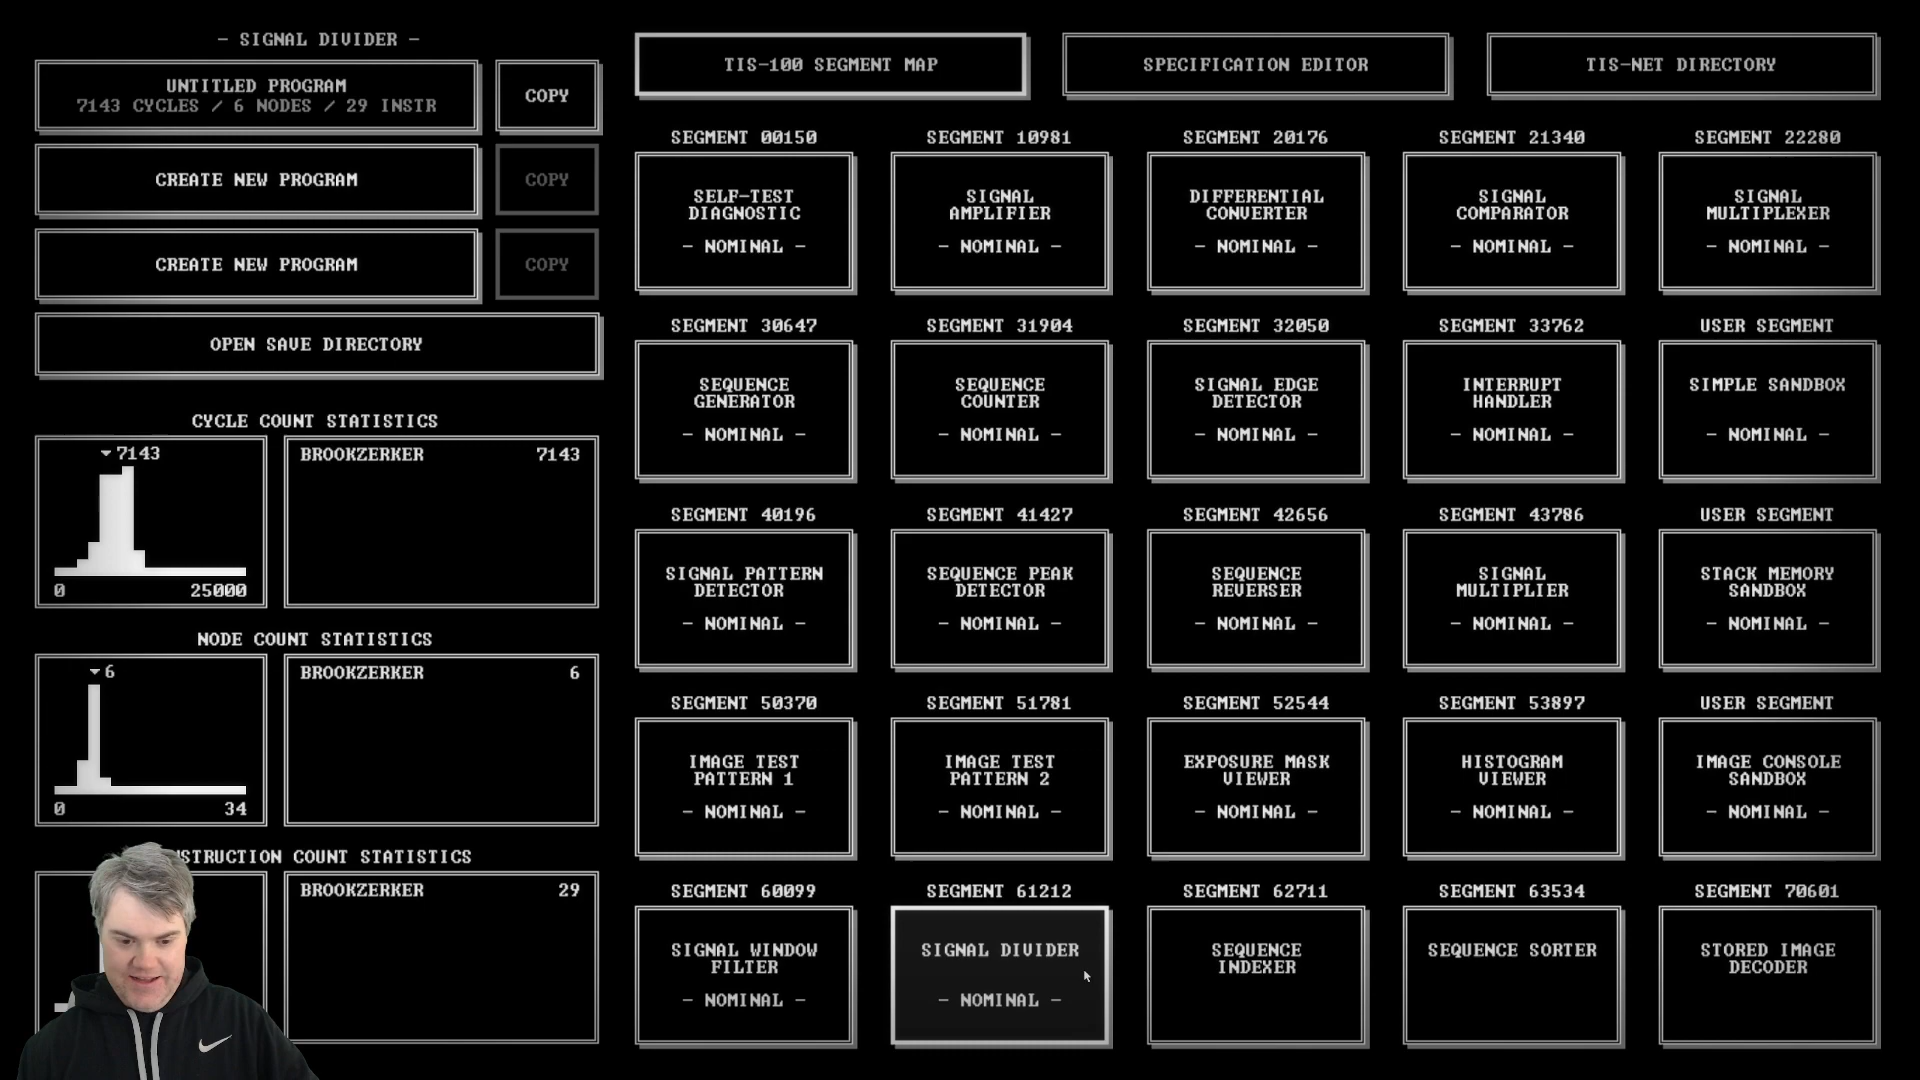 - SIGNAL DIVIDER -
UNTITLED PROGRAM
7143 CYCLES / 6 NODES / 29 INSTR
COPY
CREATE NEW PROGRAM
COPY
CREATE NEW PROGRAM
COPY
OPEN SAVE DIRECTORY
CYCLE COUNT STATISTICS
7143
0
25000
BROOKZERKER 7143
NODE COUNT STATISTICS
6
0
34
BROOKZERKER 6
STRUCTION COUNT STATISTICS
BROOKZERKER 29
TIS-100 SEGMENT MAP
SPECIFICATION EDITOR
TIS-NET DIRECTORY
SEGMENT 00150
SELF-TEST
DIAGNOSTIC
- NOMINAL -
SEGMENT 10981
SIGNAL
AMPLIFIER
- NOMINAL -
SEGMENT 20176
DIFFERENTIAL
CONVERTER
- NOMINAL -
SEGMENT 21340
SIGNAL
COMPARATOR
- NOMINAL -
SEGMENT 22280
SIGNAL
MULTIPLEXER
- NOMINAL -
SEGMENT 30647
SEQUENCE
GENERATOR
- NOMINAL -
SEGMENT 31904
SEQUENCE
COUNTER
- NOMINAL -
SEGMENT 32050
SIGNAL EDGE
DETECTOR
- NOMINAL -
SEGMENT 33762
INTERRUPT
HANDLER
- NOMINAL -
USER SEGMENT
SIMPLE SANDBOX
- NOMINAL -
SEGMENT 40196
SIGNAL PATTERN
DETECTOR
- NOMINAL -
SEGMENT 41427
SEQUENCE PEAK
DETECTOR
- NOMINAL -
SEGMENT 42656
SEQUENCE
REVERSER
- NOMINAL -
SEGMENT 43786
SIGNAL
MULTIPLIER
- NOMINAL -
USER SEGMENT
STACK MEMORY
SANDBOX
- NOMINAL -
SEGMENT 50370
IMAGE TEST
PATTERN 1
- NOMINAL -
SEGMENT 51781
IMAGE TEST
PATTERN 2
- NOMINAL -
SEGMENT 52544
EXPOSURE MASK
VIEWER
- NOMINAL -
SEGMENT 53897
HISTOGRAM
VIEWER
- NOMINAL -
USER SEGMENT
IMAGE CONSOLE
SANDBOX
- NOMINAL -
SEGMENT 60099
SIGNAL WINDOW
FILTER
- NOMINAL -
SEGMENT 61212
SIGNAL DIVIDER
- NOMINAL -
SEGMENT 62711
SEQUENCE
INDEXER
SEGMENT 63534
SEQUENCE SORTER
SEGMENT 70601
STORED IMAGE
DECODER